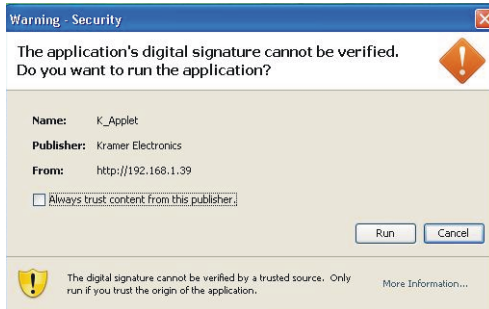 Warning - Security
The application's digital signature cannot be verified.
Do you want to run the application?
Name: K_Applet
Publisher: Kramer Electronics
From: http://192.168.1.39
Always trust content from this publisher.
Run Cancel
The digital signature cannot be verified by a trusted source. Only
run if you trust the origin of the application.
More Information...